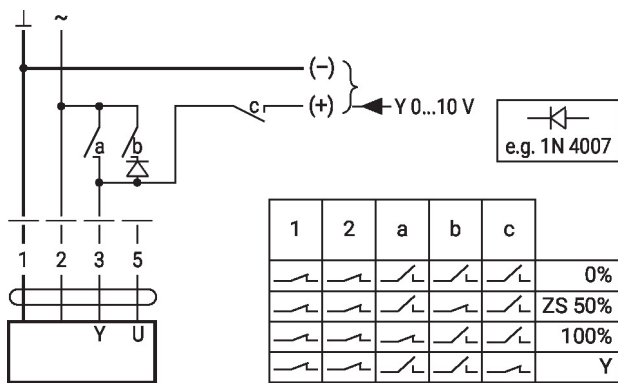 ⊥ ~
(–)
c (+) Y 0...10 V
a b
e.g. 1N 4007
1 2 3 5
Y U
1 2 a b c
0%
ZS 50%
100%
Y